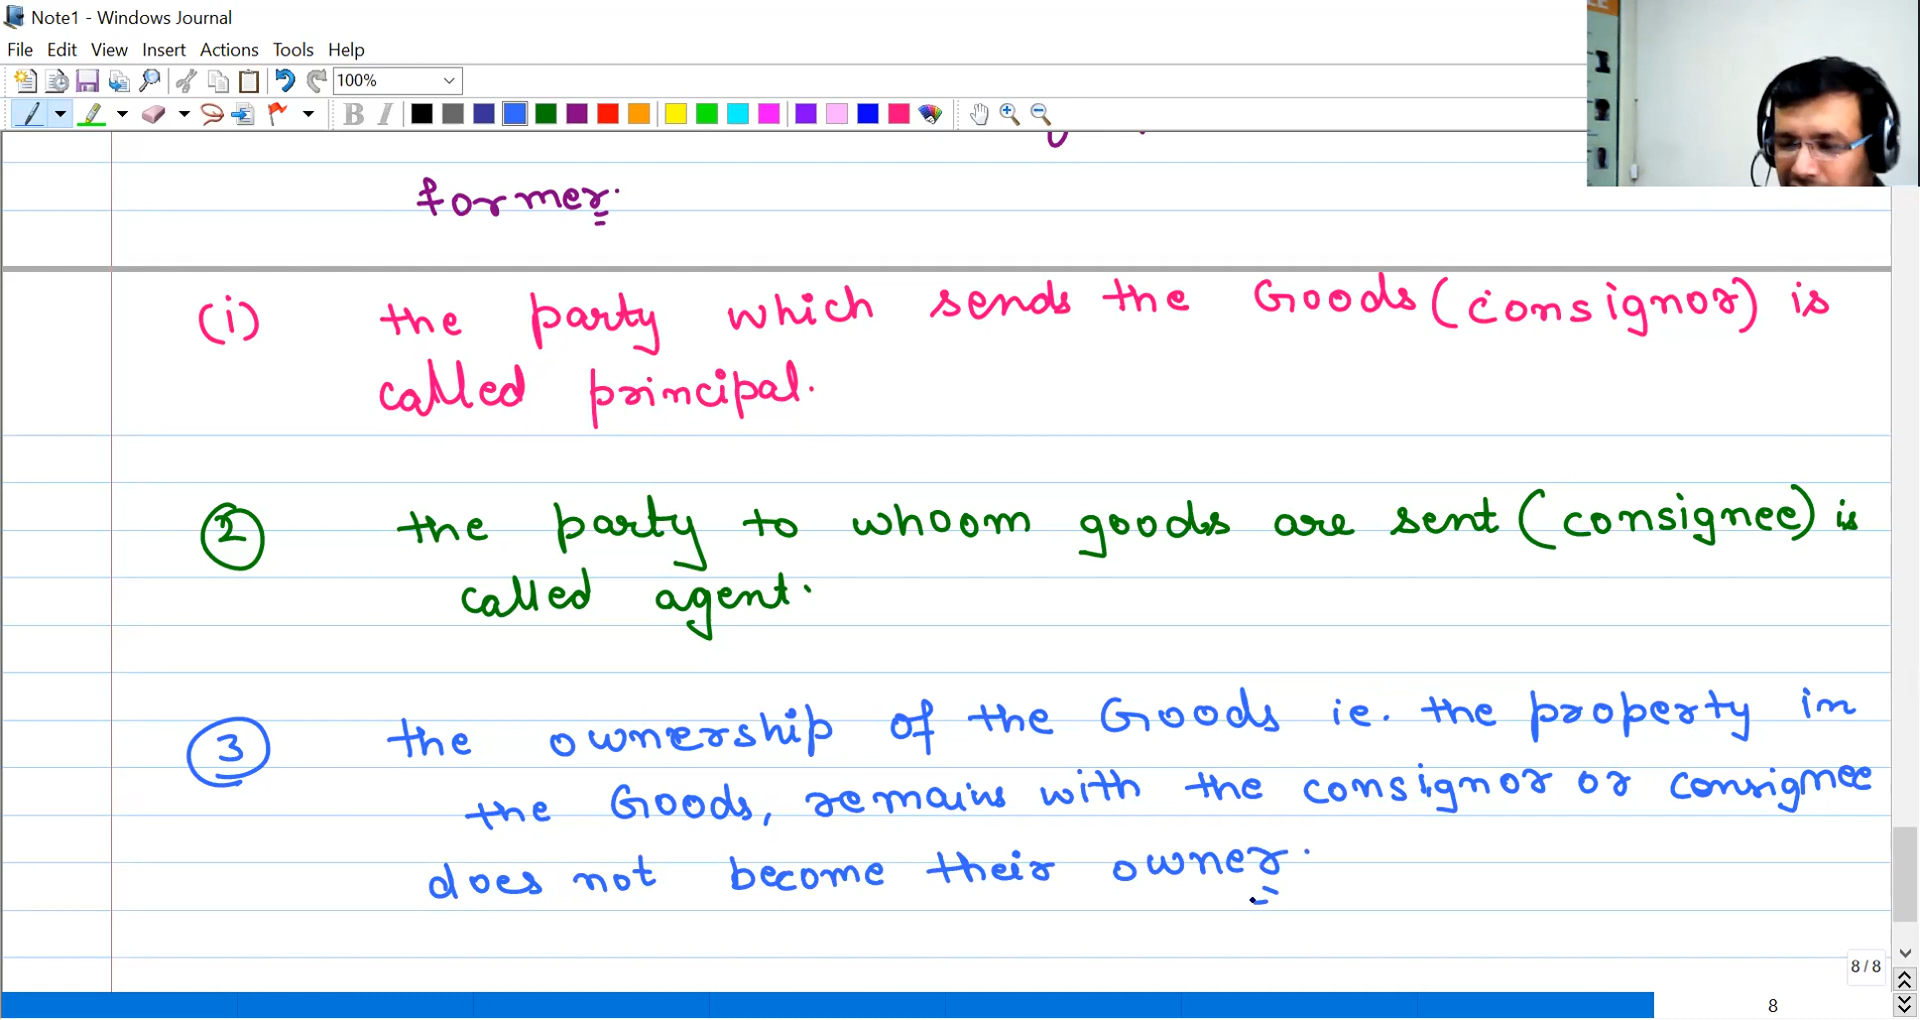 Note1 - Windows Journal
File Edit View Insert Actions Tools Help
100%
B I
former.
(i) the party which sends the Goods (consignor) is
called principal.
2 the party to whoom goods are sent (consignee) is
called agent.
3 the ownership of the Goods ie. the property in
the Goods, remains with the consignor or consignee
does not become their owner.
8 / 8
8